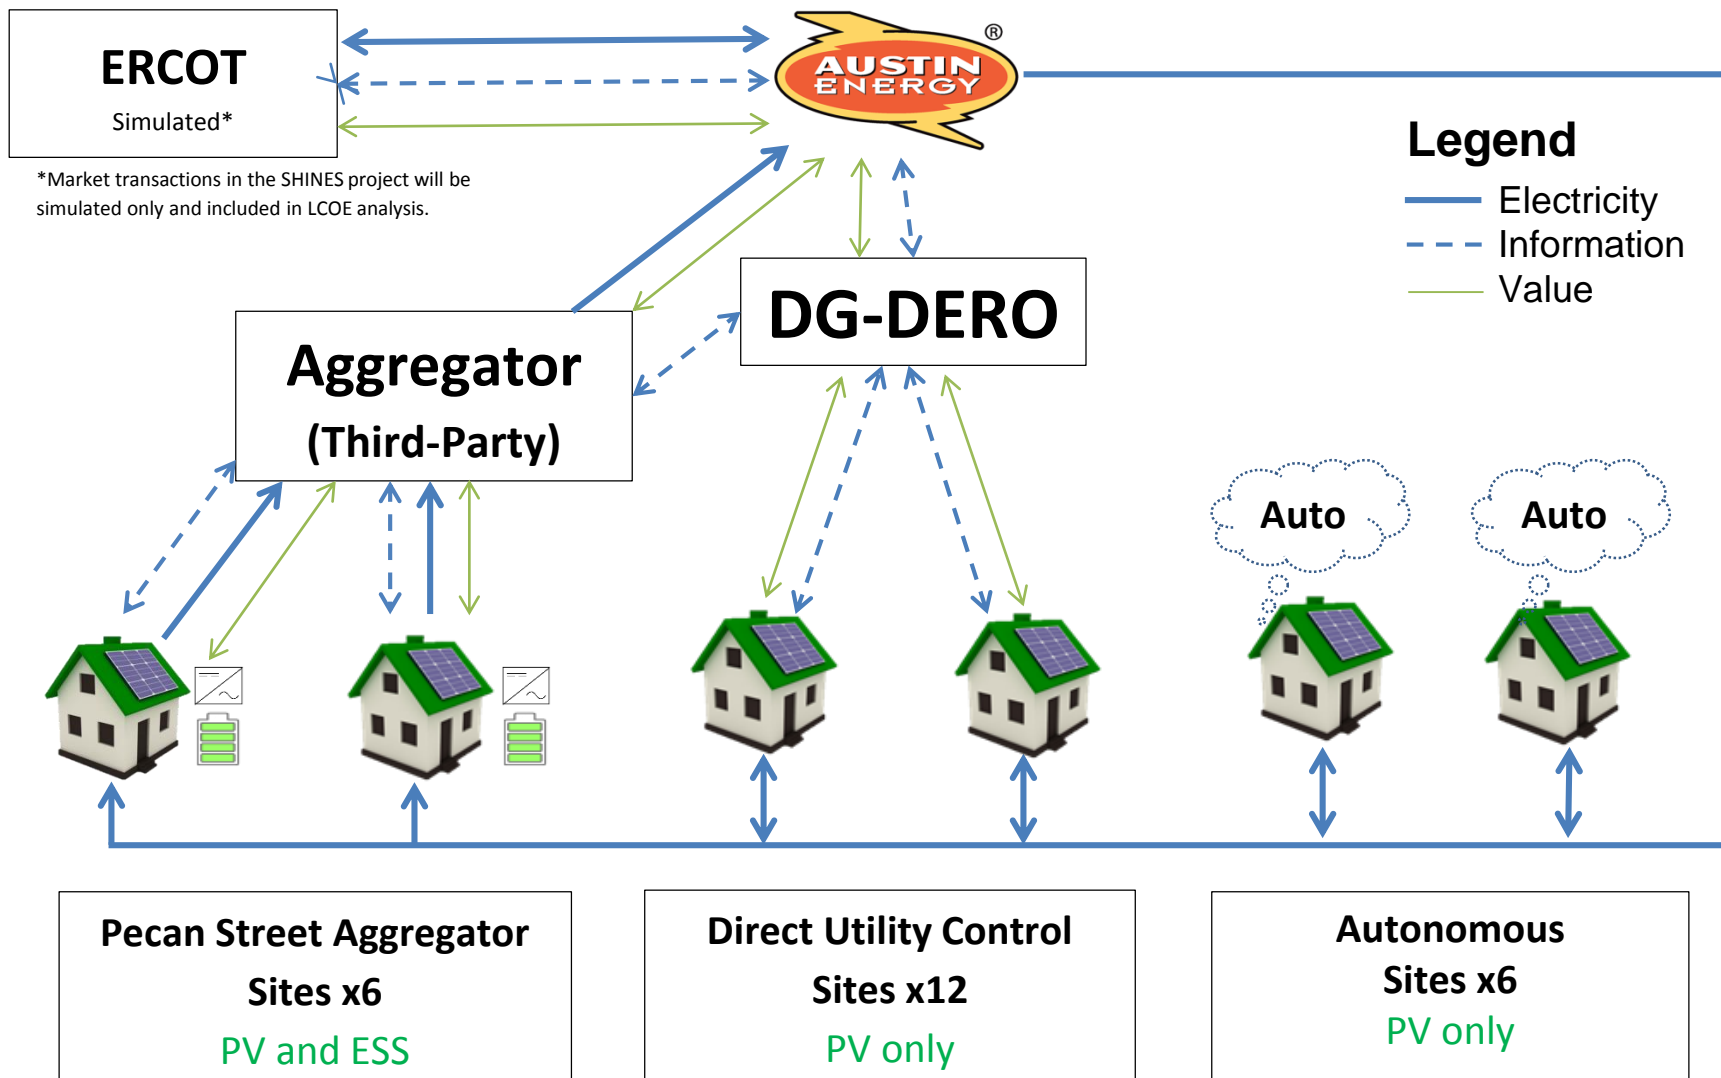 ERCOT
Simulated*
AUSTIN
ENERGY
®
*Market transactions in the SHINES project will be
simulated only and included in LCOE analysis.
Legend
Electricity
Information
Value
DG-DERO
Aggregator
(Third-Party)
Auto
Auto
Pecan Street Aggregator
Sites x6
PV and ESS
Direct Utility Control
Sites x12
PV only
Autonomous
Sites x6
PV only